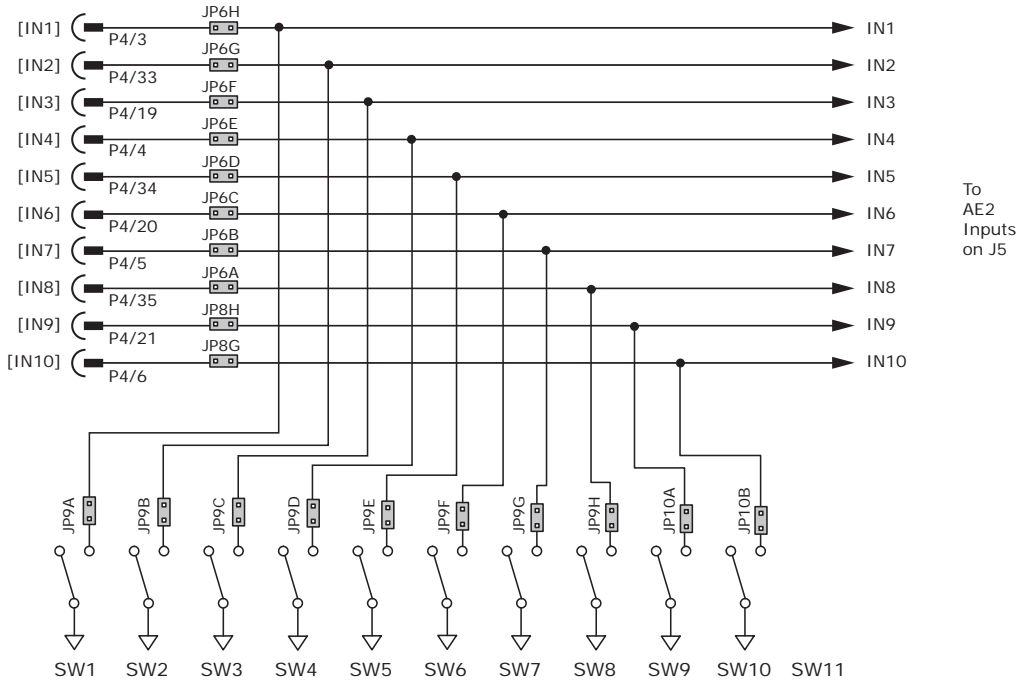 JP6H
[IN1] P4/3 IN1
JP6G
[IN2] P4/33 IN2
JP6F
[IN3] P4/19 IN3
JP6E
[IN4] P4/4 IN4
JP6D
[IN5] P4/34 IN5
JP6C
[IN6] P4/20 IN6
JP6B
[IN7] P4/5 IN7
JP6A
[IN8] P4/35 IN8
JP8H
[IN9] P4/21 IN9
JP8G
[IN10] P4/6 IN10
To
AE2
Inputs
on J5
JP9A JP9B JP9C JP9D JP9E JP9F JP9G JP9H JP10A JP10B
SW1 SW2 SW3 SW4 SW5 SW6 SW7 SW8 SW9 SW10 SW11